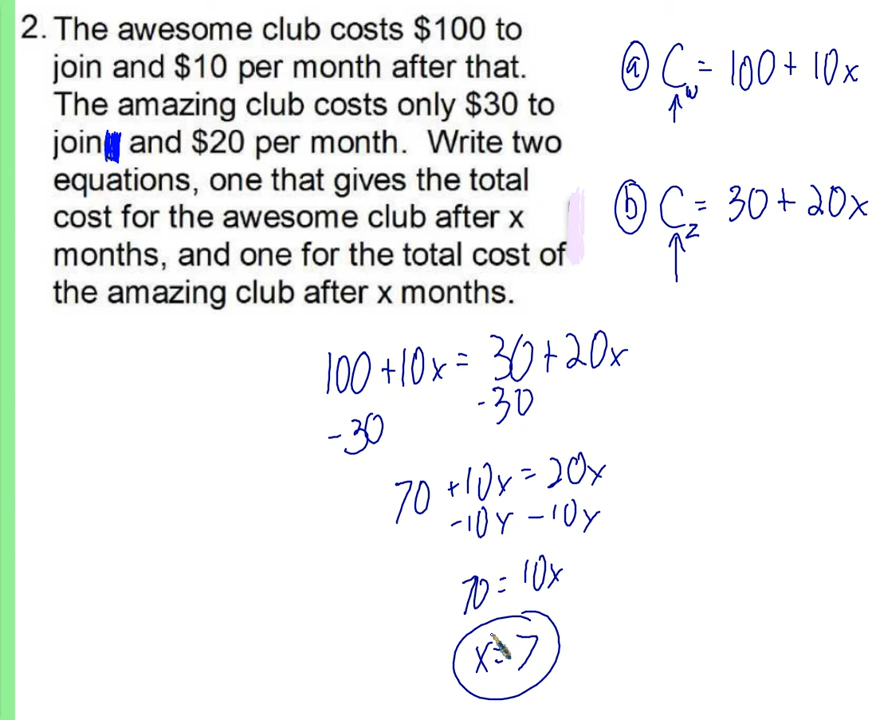 2. The awesome club costs $100 to
join and $10 per month after that.
The amazing club costs only $30 to
join and $20 per month. Write two
equations, one that gives the total
cost for the awesome club after x
months, and one for the total cost of
the amazing club after x months.
ⓐ C_w = 100 + 10x
ⓑ C_z = 30 + 20x
100 + 10x = 30 + 20x
-30 -30
70 + 10x = 20x
-10x -10x
70 = 10x
x = 7